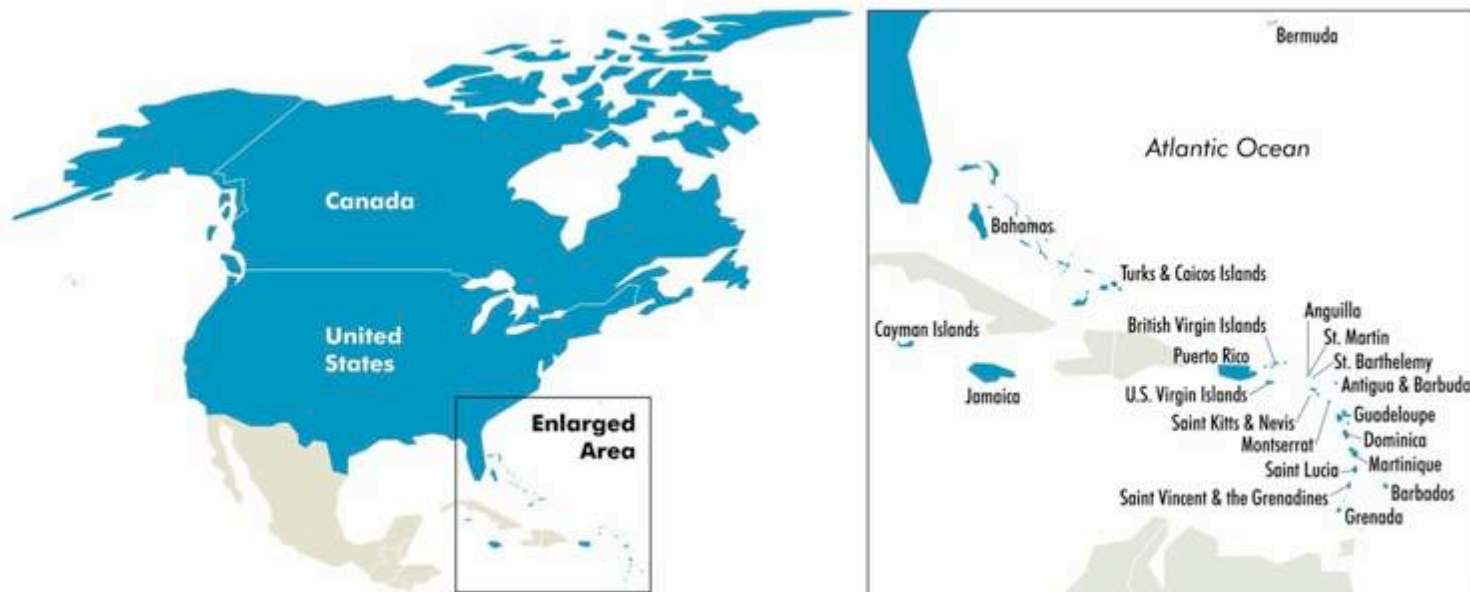 Canada
United
States
Enlarged
Area
Bermuda
Atlantic Ocean
Bahamas
Turks & Caicos Islands
Cayman Islands
Jamaica
British Virgin Islands
Puerto Rico
U.S. Virgin Islands
Anguilla
St. Martin
St. Barthelemy
Antigua & Barbuda
Saint Kitts & Nevis
Montserrat
Guadeloupe
Dominica
Martinique
Saint Lucia
Barbados
Saint Vincent & the Grenadines
Grenada